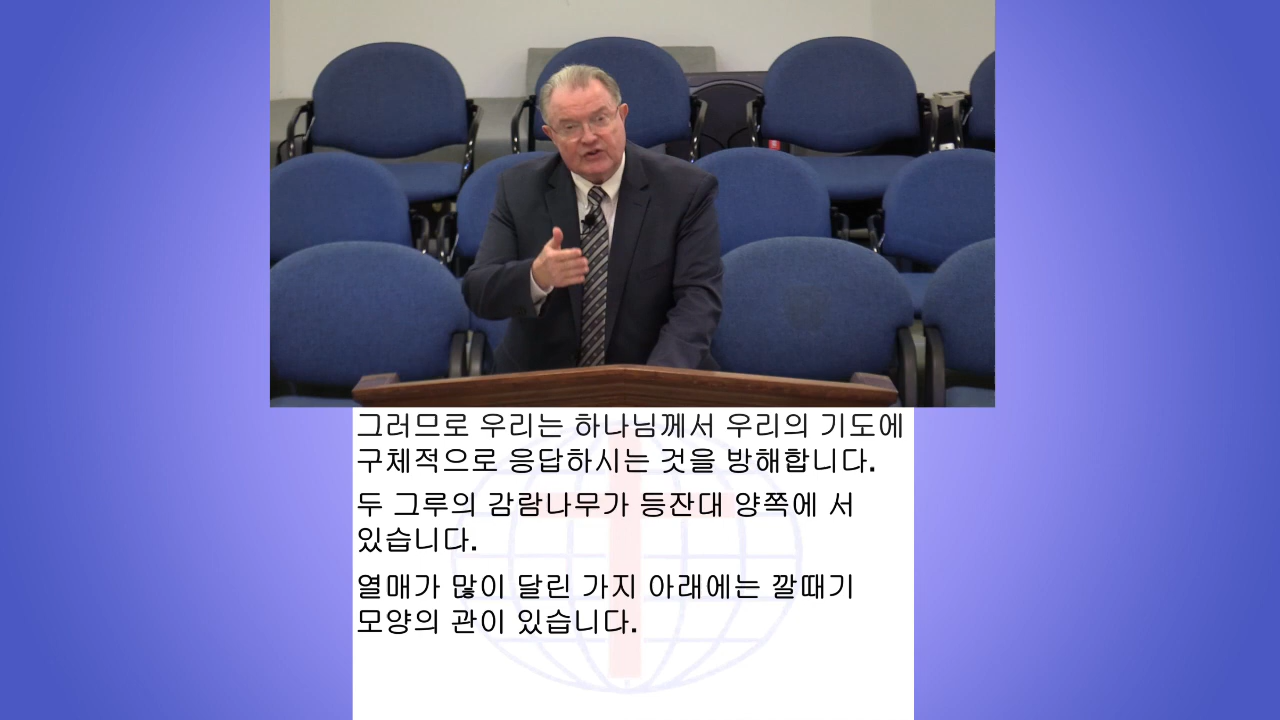 그러므로 우리는 하나님께서 우리의 기도에
구체적으로 응답하시는 것을 방해합니다.
두 그루의 감람나무가 등잔대 양쪽에 서
있습니다.
열매가 많이 달린 가지 아래에는 깔때기
모양의 관이 있습니다.